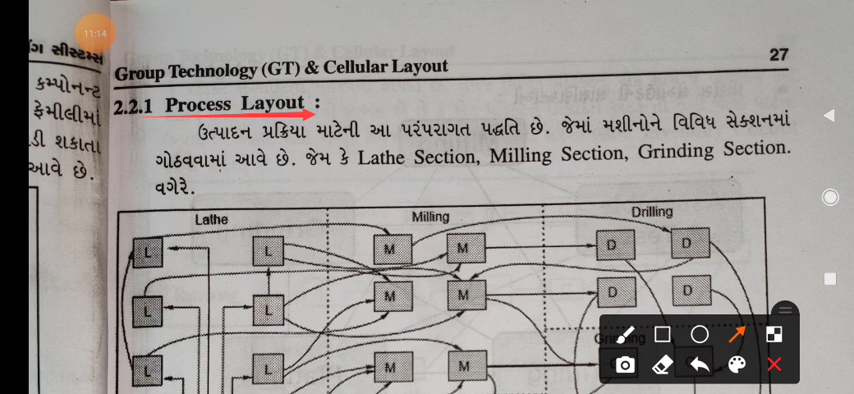 11:14
ગ સીસ્ટમ્સ
કમ્પોનન્ટ
ફેમીલીમાં
ડી શકાતા
આવે છે.
Group Technology (GT) & Cellular Layout
27
2.2.1 Process Layout :
ઉત્પાદન પ્રક્રિયા માટેની આ પરંપરાગત પદ્ધતિ છે. જેમાં મશીનોને વિવિધ સેક્શનમાં
ગોઠવવામાં આવે છે. જેમ કે Lathe Section, Milling Section, Grinding Section.
વગેરે.
Lathe Milling Drilling
L L M M D D
L L M M D D
Grinding
L L M M